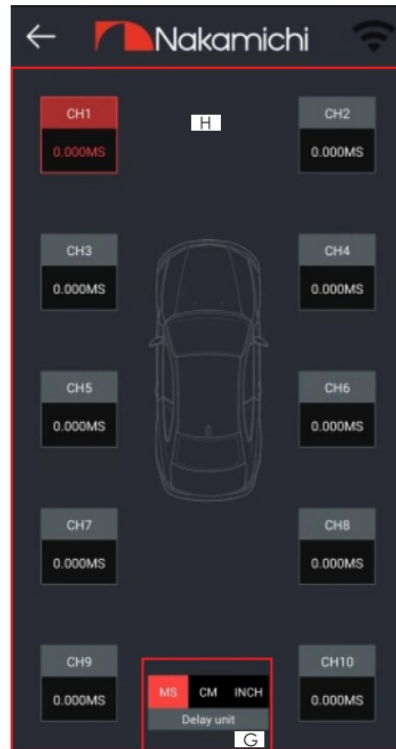 Nakamichi
CH1
0.000MS
H
CH2
0.000MS
CH3
0.000MS
CH4
0.000MS
CH5
0.000MS
CH6
0.000MS
CH7
0.000MS
CH8
0.000MS
CH9
0.000MS
MS CM INCH
Delay unit
G
CH10
0.000MS